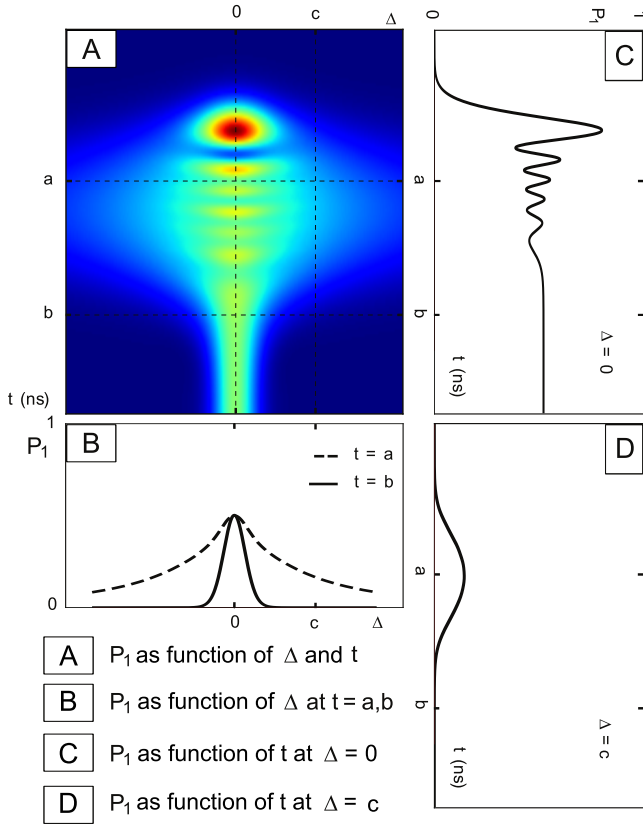 0 c Δ
A
a
b
t (ns)
0 P₁ 1
C
a
b
Δ = 0
t (ns)
1
P₁
B
t = a
t = b
0
0 c Δ
D
a
b
Δ = c
t (ns)
A P₁ as function of Δ and t
B P₁ as function of Δ at t = a,b
C P₁ as function of t at Δ = 0
D P₁ as function of t at Δ = c